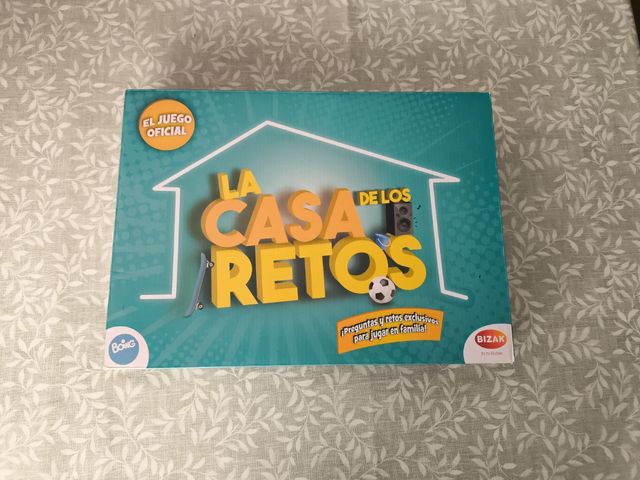 EL JUEGO
OFICIAL
LA
CASA
DE LOS
RETOS
¡Preguntas y retos exclusivos
para jugar en familia!
BOING
BIZAK